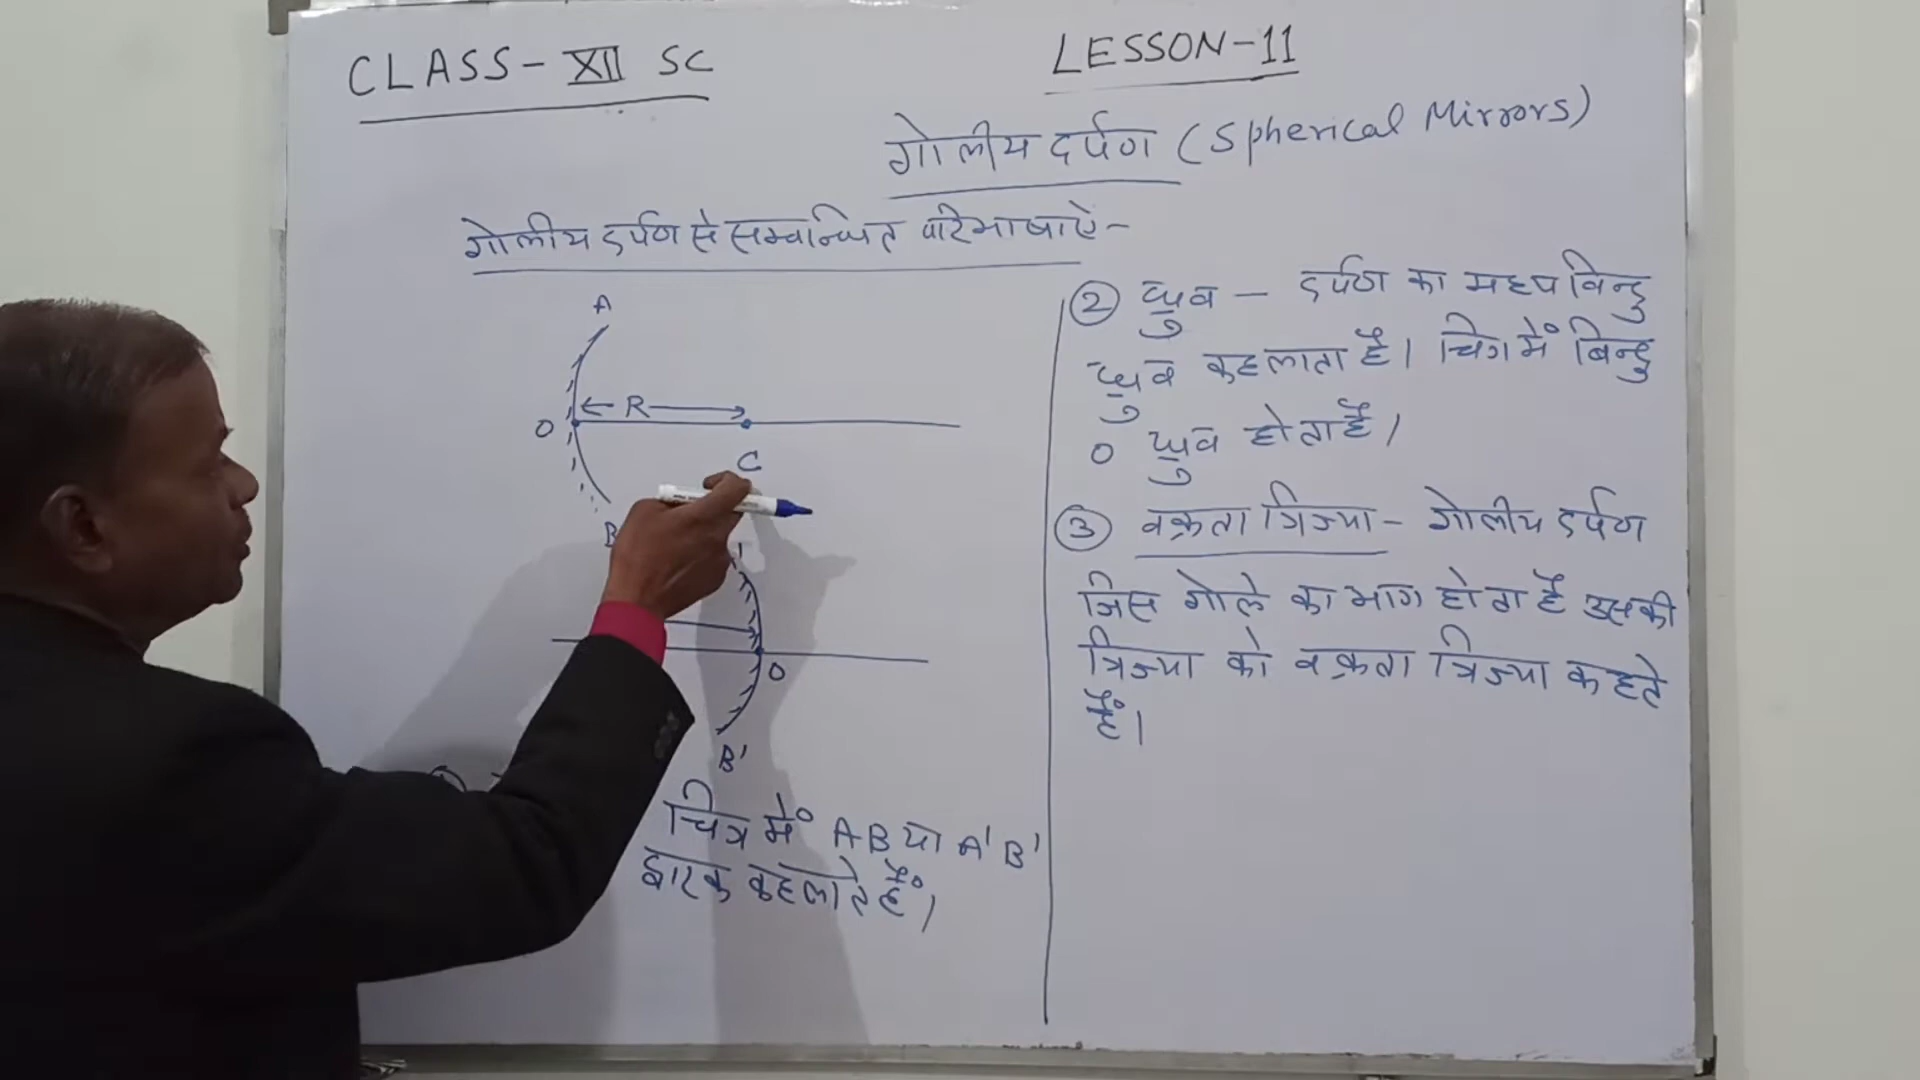 CLASS - XII SC
LESSON-11
गोलीय दर्पण (Spherical Mirrors)
गोलीय दर्पण से सम्बन्धित परिभाषाऐं-
A
R
O
C
B
O
B'
चित्र में AB या A'B'
द्वारक कहलाते हैं।
② ध्रुव - दर्पण का मध्य बिन्दु
ध्रुव कहलाता है। चित्र में बिन्दु
O ध्रुव होता है।
③ वक्रता त्रिज्या - गोलीय दर्पण
जिस गोले का भाग होता है उसकी
त्रिज्या को वक्रता त्रिज्या कहते
हैं।